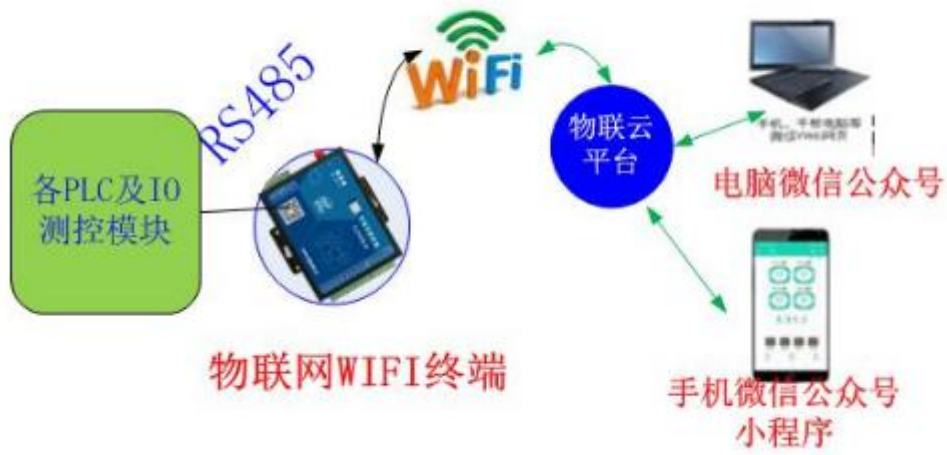 RS485
WiFi
各PLC及IO
测控模块
物联云
平台
电脑微信公众号
物联网WIFI终端
手机微信公众号
小程序